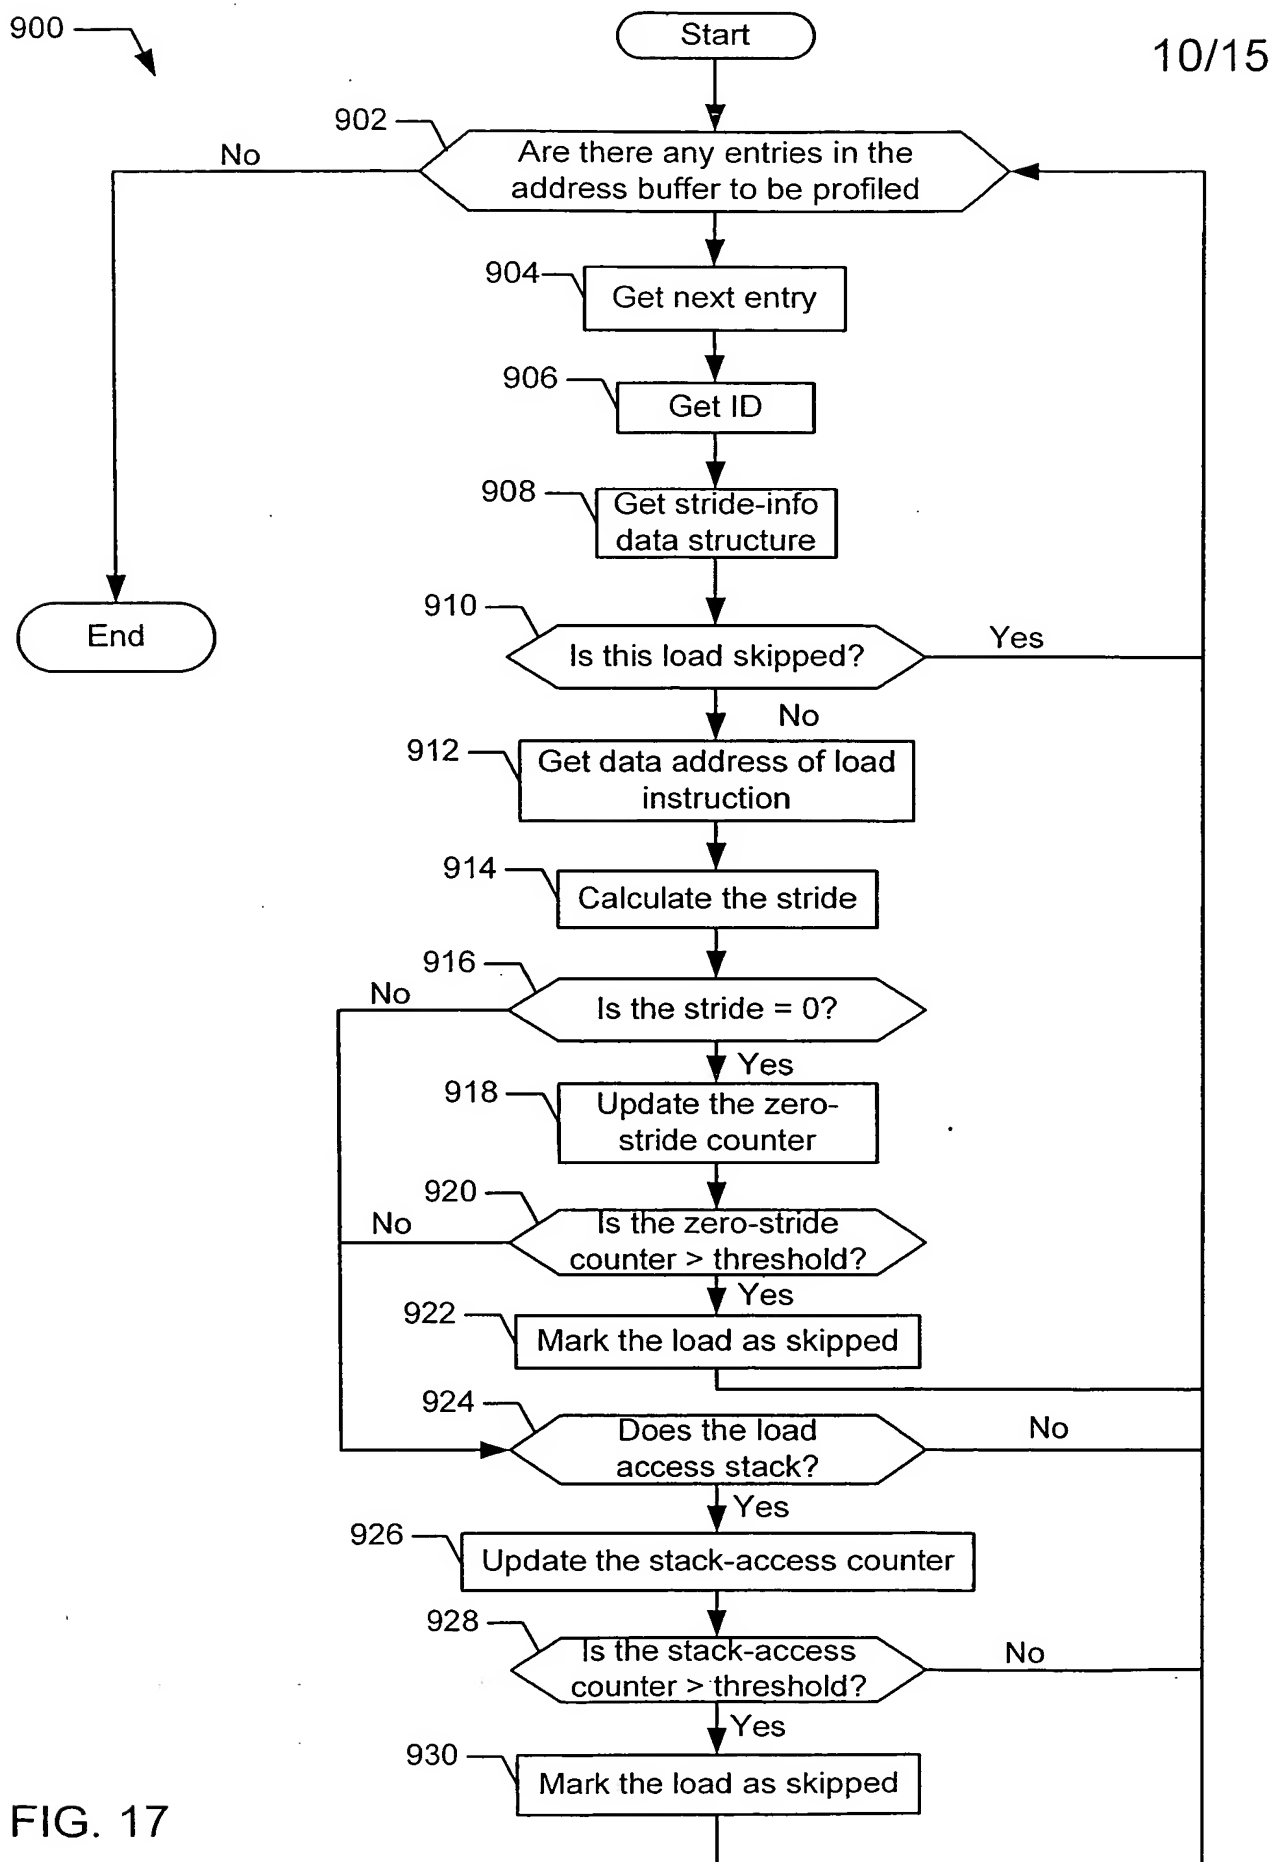 900
Start
10/15
902
No
Are there any entries in the
address buffer to be profiled
904
Get next entry
906
Get ID
908
Get stride-info
data structure
910
End
Is this load skipped?
Yes
No
912
Get data address of load
instruction
914
Calculate the stride
916
No
Is the stride = 0?
Yes
918
Update the zero-
stride counter
920
No
Is the zero-stride
counter > threshold?
Yes
922
Mark the load as skipped
924
Does the load
access stack?
No
Yes
926
Update the stack-access counter
928
Is the stack-access
counter > threshold?
No
Yes
930
Mark the load as skipped
FIG. 17